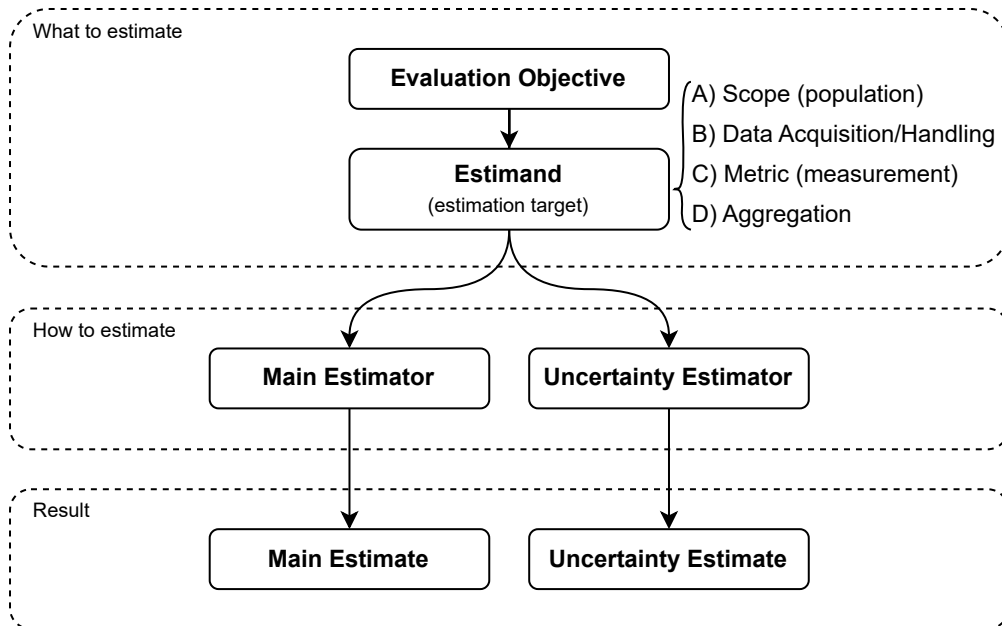 What to estimate
Evaluation Objective
Estimand
(estimation target)
A) Scope (population)
B) Data Acquisition/Handling
C) Metric (measurement)
D) Aggregation
How to estimate
Main Estimator
Uncertainty Estimator
Result
Main Estimate
Uncertainty Estimate